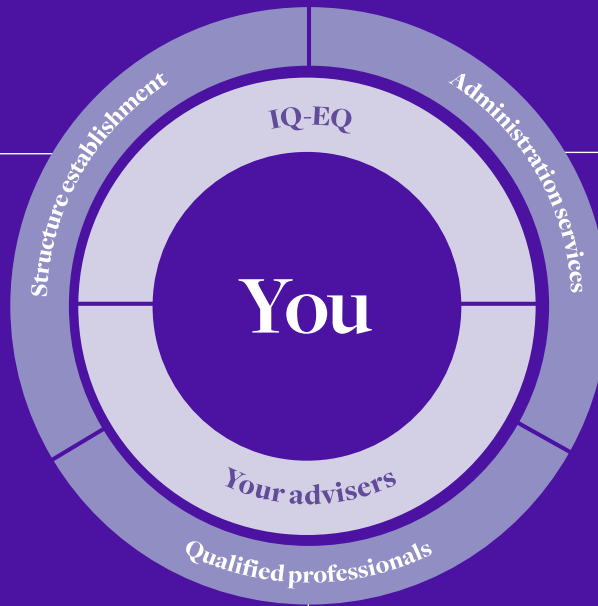 Structure establishment
Administration services
IQ-EQ
You
Your advisers
Qualified professionals